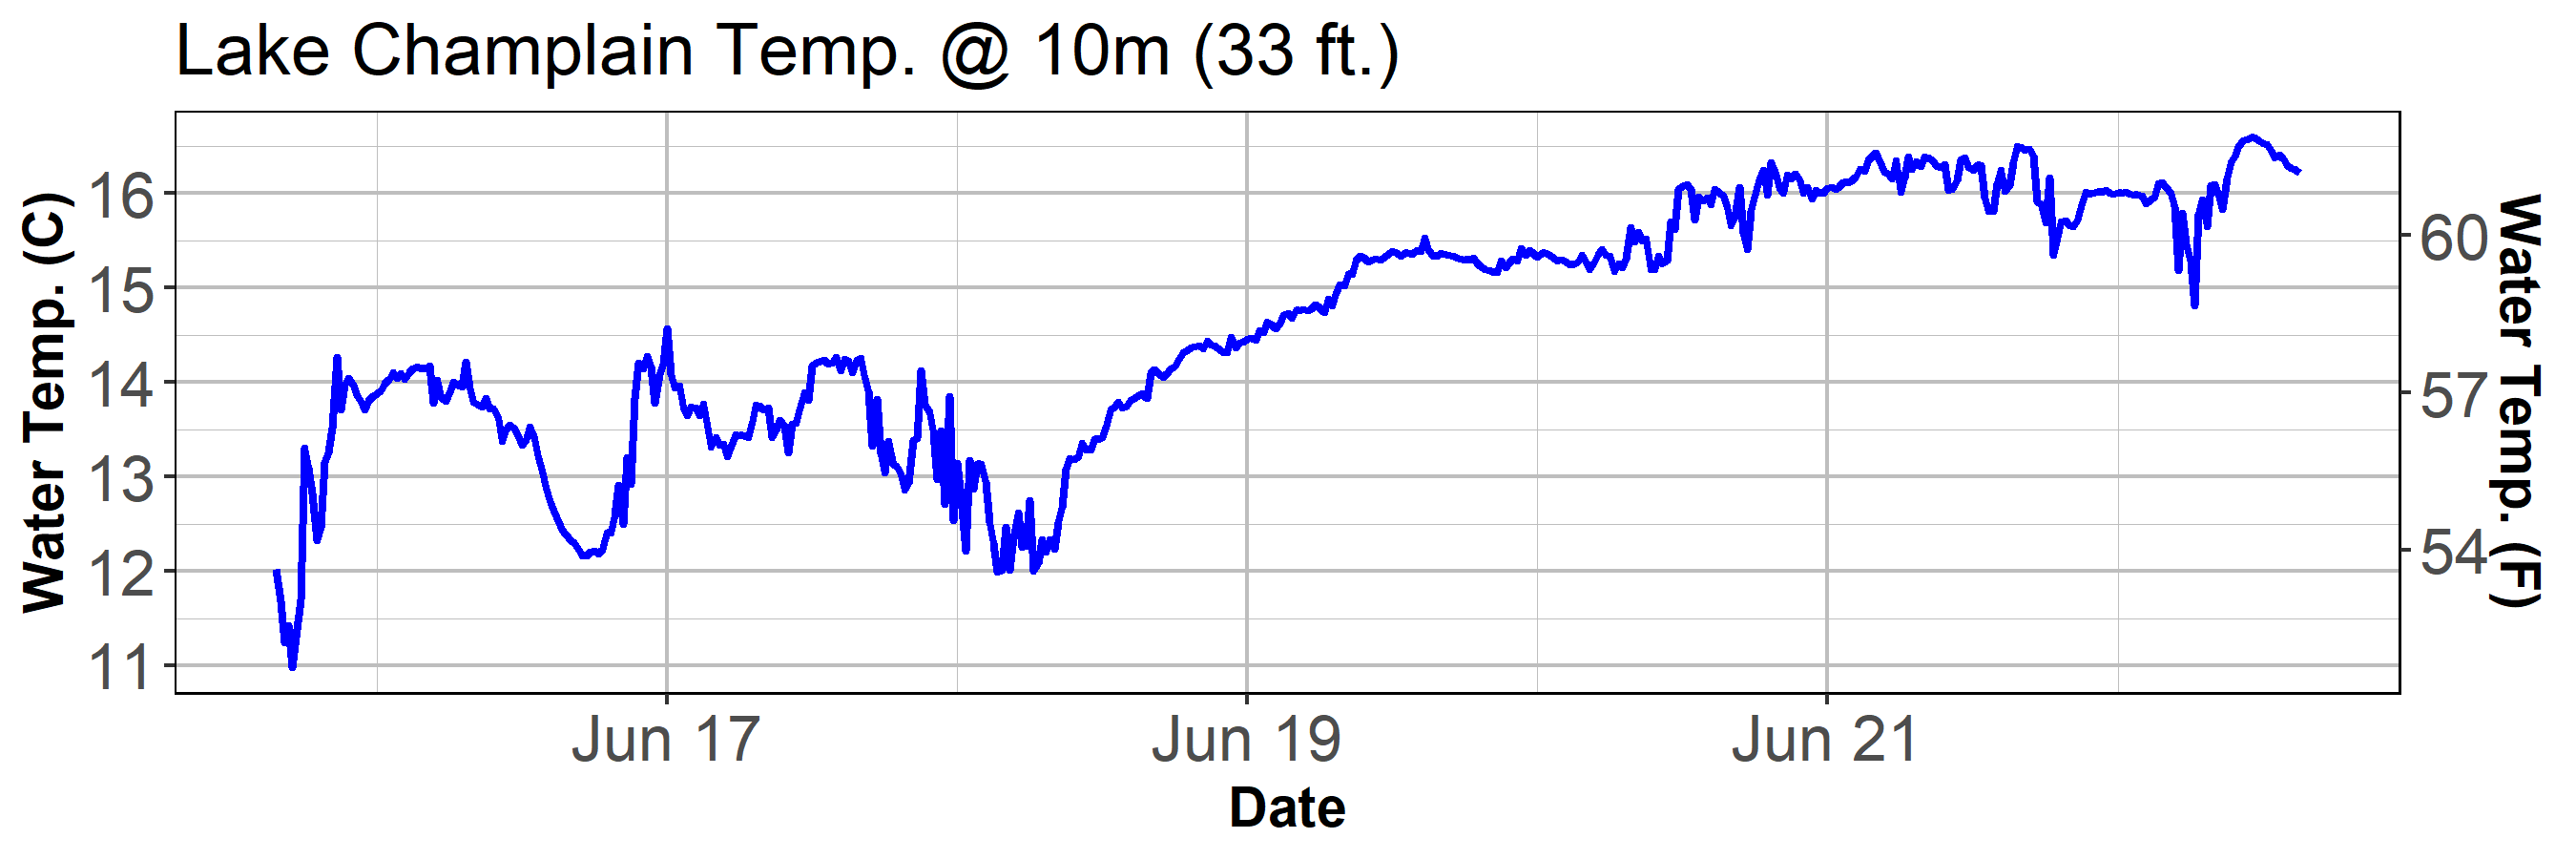 Lake Champlain Temp. @ 10m (33 ft.)
Water Temp. (C)
16
15
14
13
12
11
60
57
54
Water Temp. (F)
Jun 17
Jun 19
Jun 21
Date